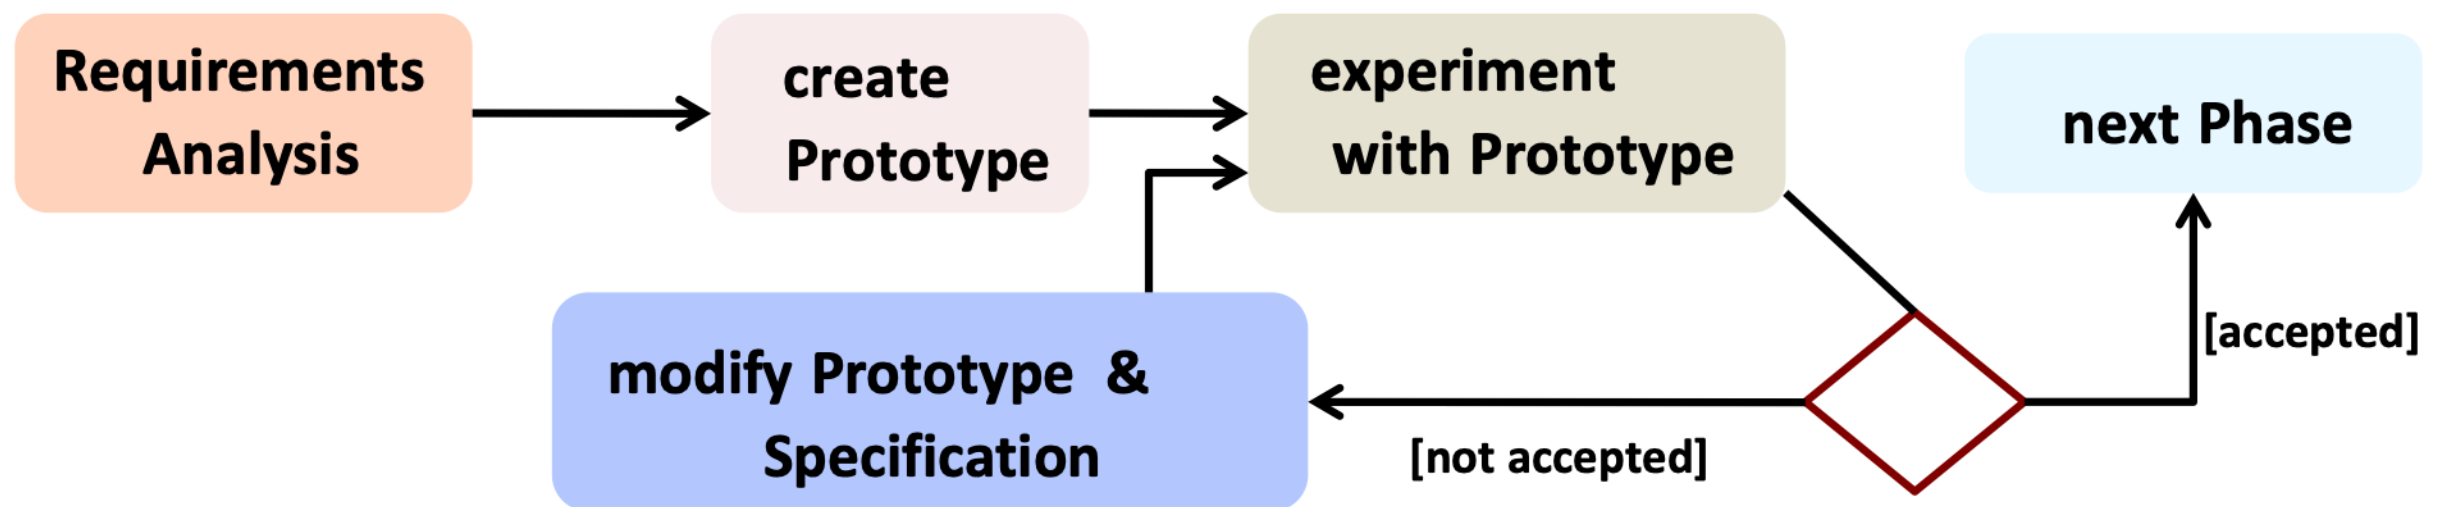 Requirements
Analysis
create
Prototype
experiment
with Prototype
next Phase
[accepted]
modify Prototype &
Specification
[not accepted]